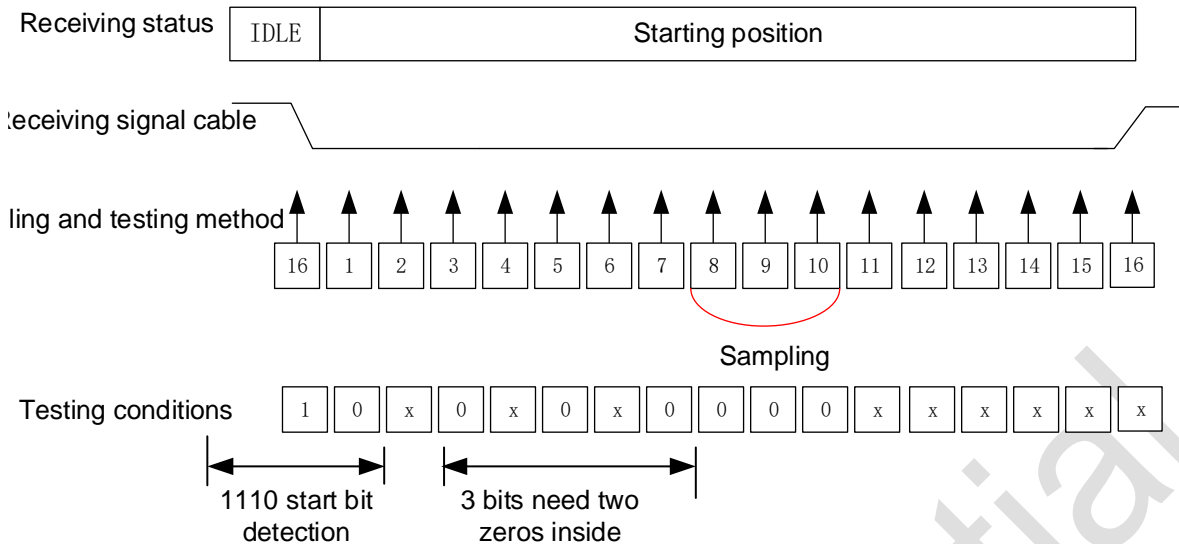 Receiving status IDLE Starting position
eceiving signal cable
ling and testing method
16 1 2 3 4 5 6 7 8 9 10 11 12 13 14 15 16
Sampling
Testing conditions 1 0 x 0 x 0 x 0 0 0 0 x x x x x x
1110 start bit
detection
3 bits need two
zeros inside
tial